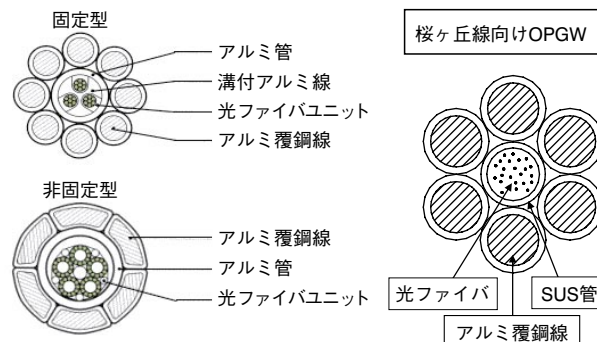 固定型
アルミ管
溝付アルミ線
光ファイバユニット
アルミ覆鋼線
非固定型
アルミ覆鋼線
アルミ管
光ファイバユニット
桜ヶ丘線向けOPGW
光ファイバ
SUS管
アルミ覆鋼線